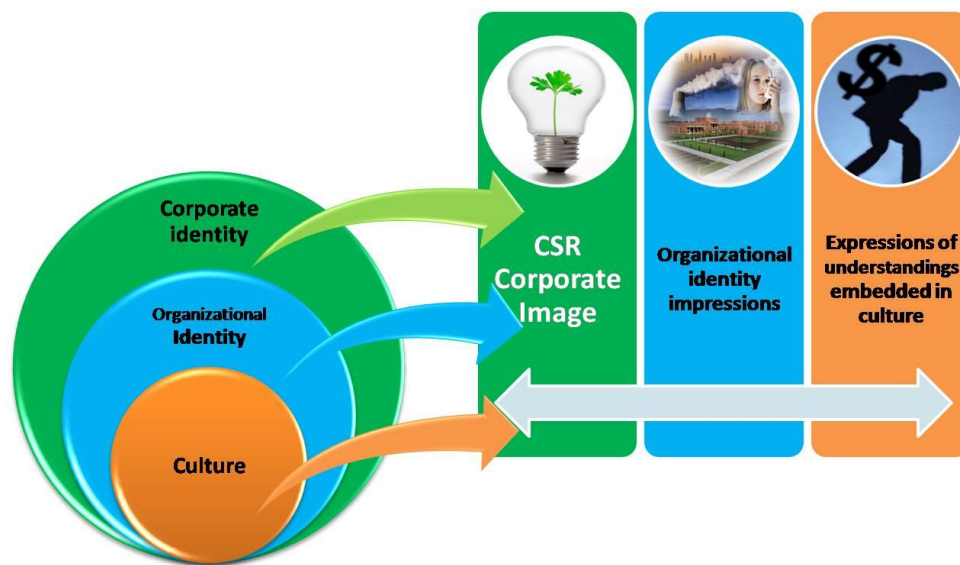 Corporate
identity
Organizational
Identity
Culture
CSR
Corporate
Image
Organizational
identity
impressions
Expressions of
understandings
embedded in
culture
$